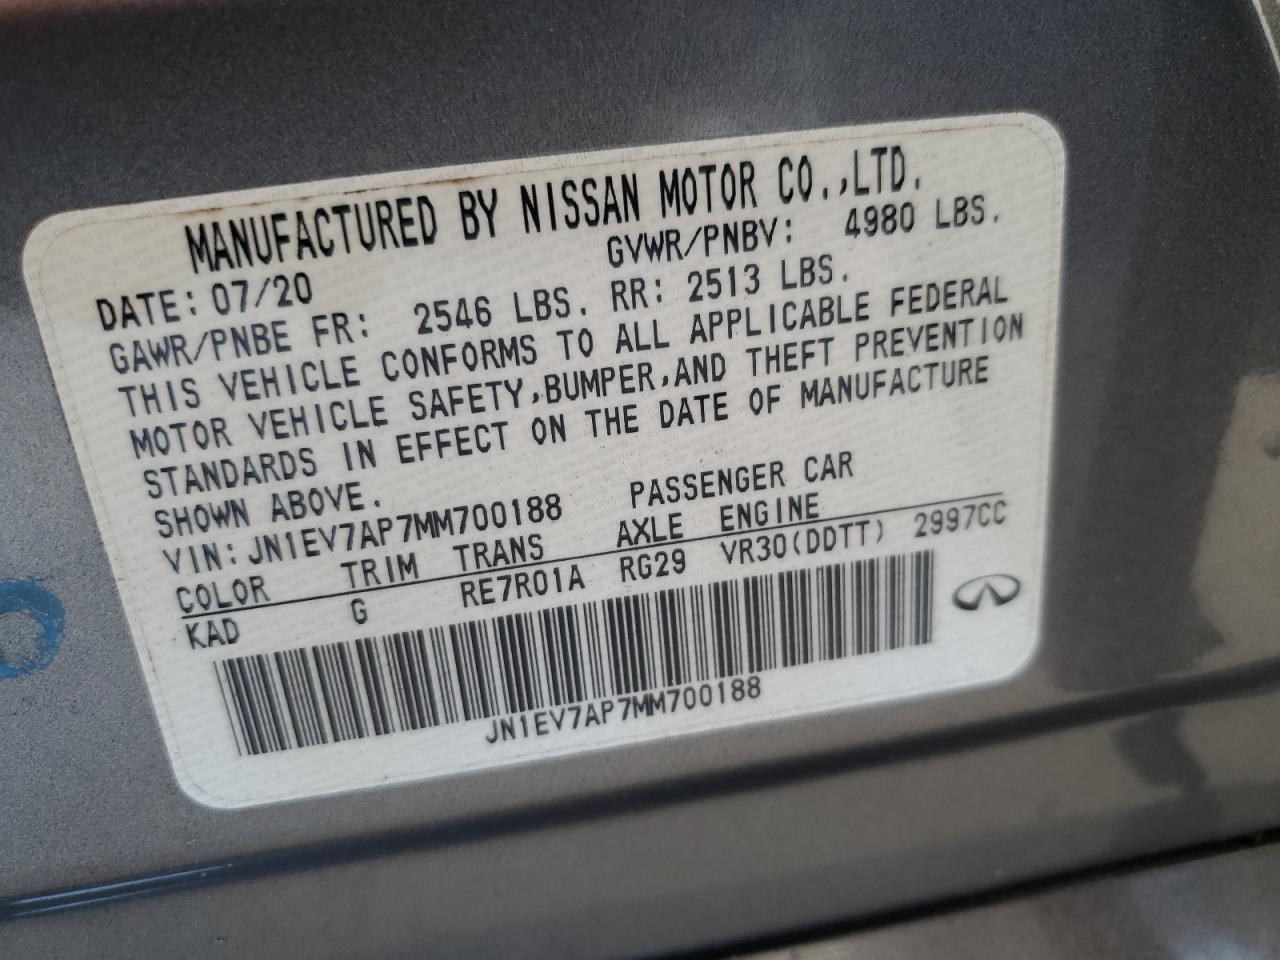 MANUFACTURED BY NISSAN MOTOR CO.,LTD.
DATE: 07/20 GVWR/PNBV: 4980 LBS.
GAWR/PNBE FR: 2546 LBS. RR: 2513 LBS.
THIS VEHICLE CONFORMS TO ALL APPLICABLE FEDERAL
MOTOR VEHICLE SAFETY,BUMPER,AND THEFT PREVENTION
STANDARDS IN EFFECT ON THE DATE OF MANUFACTURE
SHOWN ABOVE.
VIN: JN1EV7AP7MM700188 PASSENGER CAR
COLOR TRIM TRANS AXLE ENGINE
KAD G RE7R01A RG29 VR30(DDTT) 2997CC
JN1EV7AP7MM700188